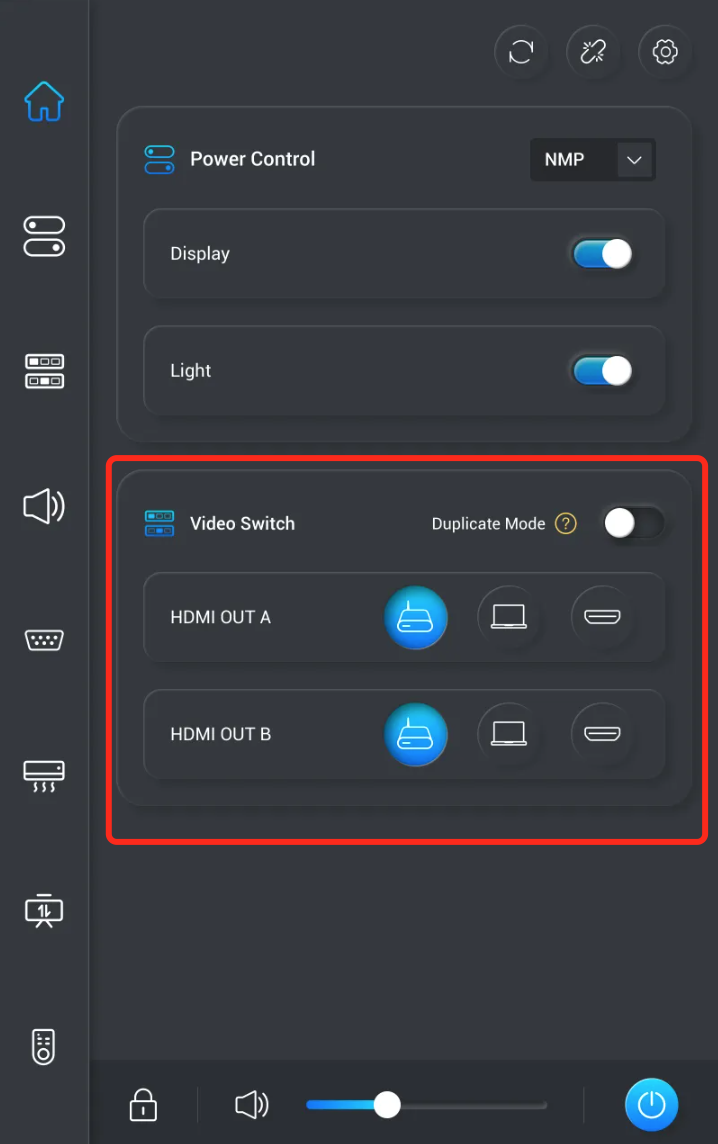 Power Control
NMP
Display
Light
Video Switch
Duplicate Mode ?
HDMI OUT A
HDMI OUT B